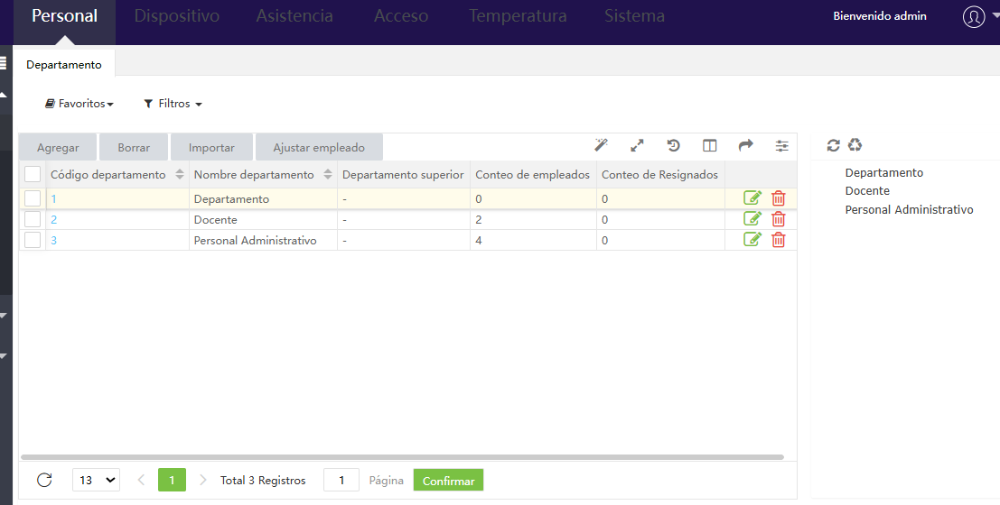 Personal Dispositivo Asistencia Acceso Temperatura Sistema Bienvenido admin
Departamento
Favoritos Filtros
Agregar Borrar Importar Ajustar empleado
Código departamento Nombre departamento Departamento superior Conteo de empleados Conteo de Resignados
1 Departamento - 0 0
2 Docente - 2 0
3 Personal Administrativo - 4 0
Departamento
Docente
Personal Administrativo
13 1 Total 3 Registros 1 Página Confirmar